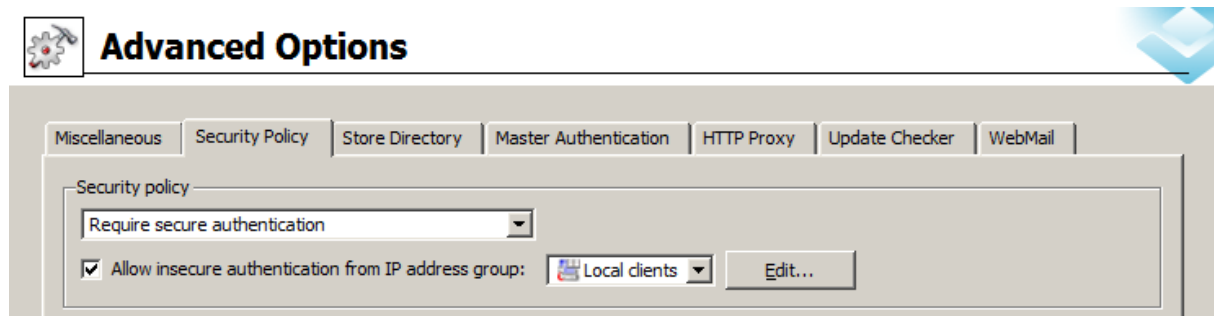 Advanced Options
Miscellaneous Security Policy Store Directory Master Authentication HTTP Proxy Update Checker WebMail
Security policy
Require secure authentication
Allow insecure authentication from IP address group: Local clients Edit...